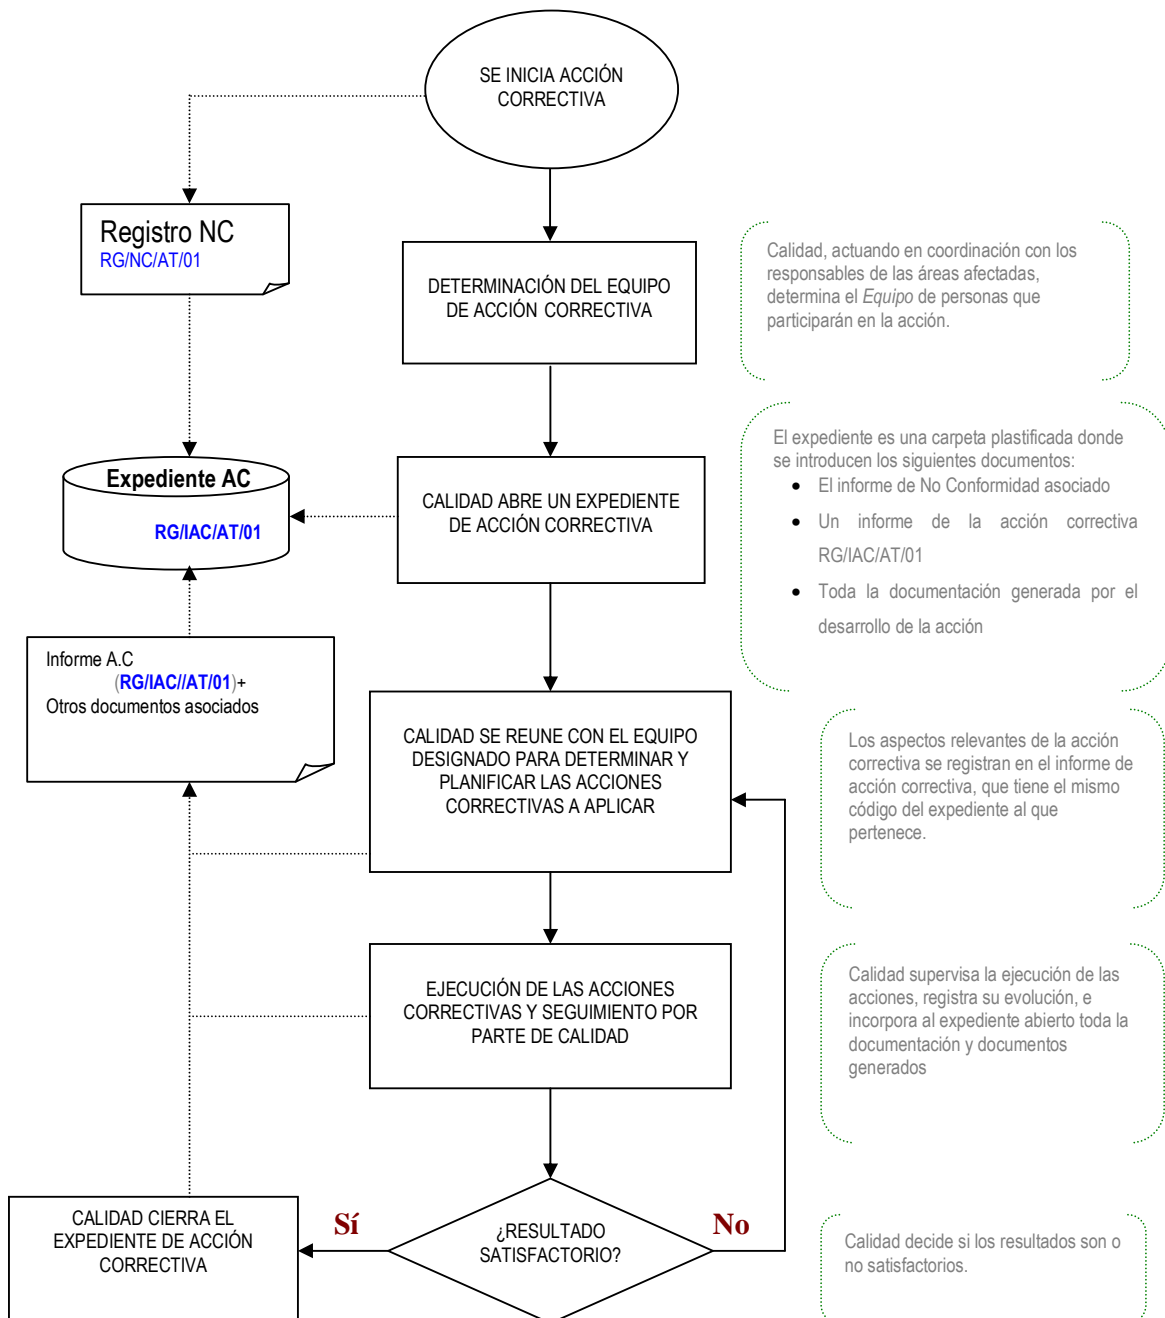 SE INICIA ACCIÓN
CORRECTIVA
Registro NC
RG/NC/AT/01
DETERMINACIÓN DEL EQUIPO
DE ACCIÓN CORRECTIVA
Calidad, actuando en coordinación con los
responsables de las áreas afectadas,
determina el Equipo de personas que
participarán en la acción.
Expediente AC
RG/IAC/AT/01
CALIDAD ABRE UN EXPEDIENTE
DE ACCIÓN CORRECTIVA
El expediente es una carpeta plastificada donde
se introducen los siguientes documentos:
• El informe de No Conformidad asociado
• Un informe de la acción correctiva
RG/IAC/AT/01
• Toda la documentación generada por el
desarrollo de la acción
Informe A.C
(RG/IAC//AT/01)+
Otros documentos asociados
CALIDAD SE REUNE CON EL EQUIPO
DESIGNADO PARA DETERMINAR Y
PLANIFICAR LAS ACCIONES
CORRECTIVAS A APLICAR
Los aspectos relevantes de la acción
correctiva se registran en el informe de
acción correctiva, que tiene el mismo
código del expediente al que
pertenece.
EJECUCIÓN DE LAS ACCIONES
CORRECTIVAS Y SEGUIMIENTO POR
PARTE DE CALIDAD
Calidad supervisa la ejecución de las
acciones, registra su evolución, e
incorpora al expediente abierto toda la
documentación y documentos
generados
CALIDAD CIERRA EL
EXPEDIENTE DE ACCIÓN
CORRECTIVA
Sí
¿RESULTADO
SATISFACTORIO?
No
Calidad decide si los resultados son o
no satisfactorios.